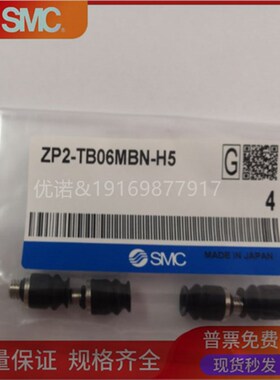 SMC
ZP2-TB06MBN-H5
G
优诺&19169877917
4
SMC
MADE IN JAPAN
普票免费
现货秒发
量保证 规格齐全